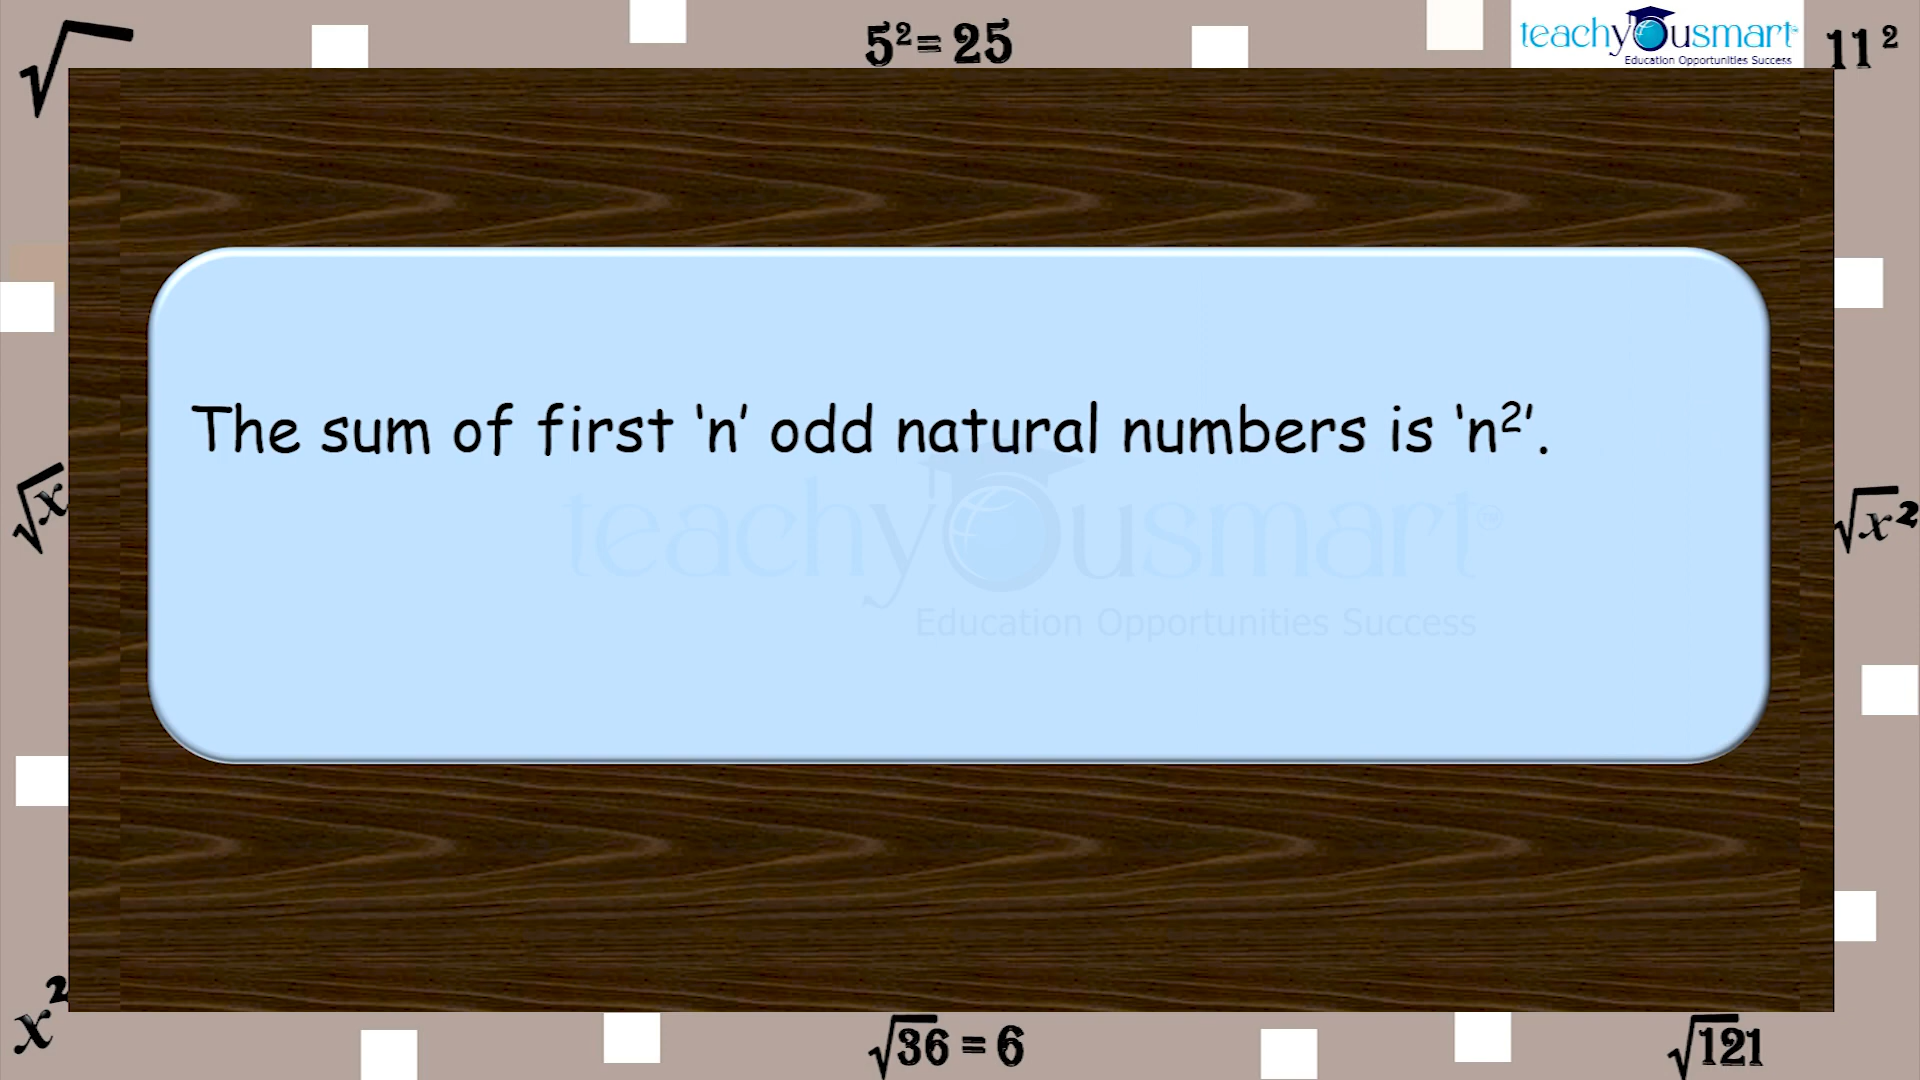 5² = 25
teachyousmart
Education Opportunities Success
11²
The sum of first ‘n’ odd natural numbers is ‘n²’.
teachyousmart
Education Opportunities Success
√x
√x²
x²
√36 = 6
√121